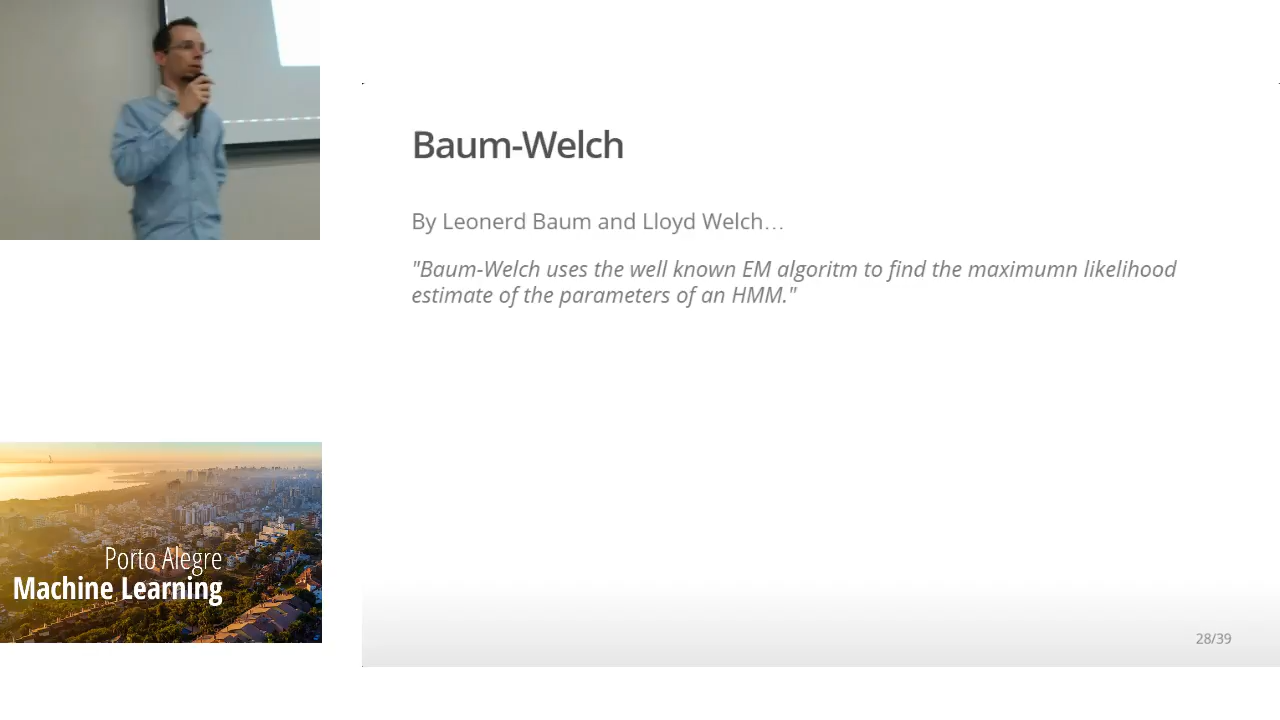 Baum-Welch
By Leonerd Baum and Lloyd Welch...
"Baum-Welch uses the well known EM algoritm to find the maximumn likelihood
estimate of the parameters of an HMM."
Porto Alegre
Machine Learning
28/39